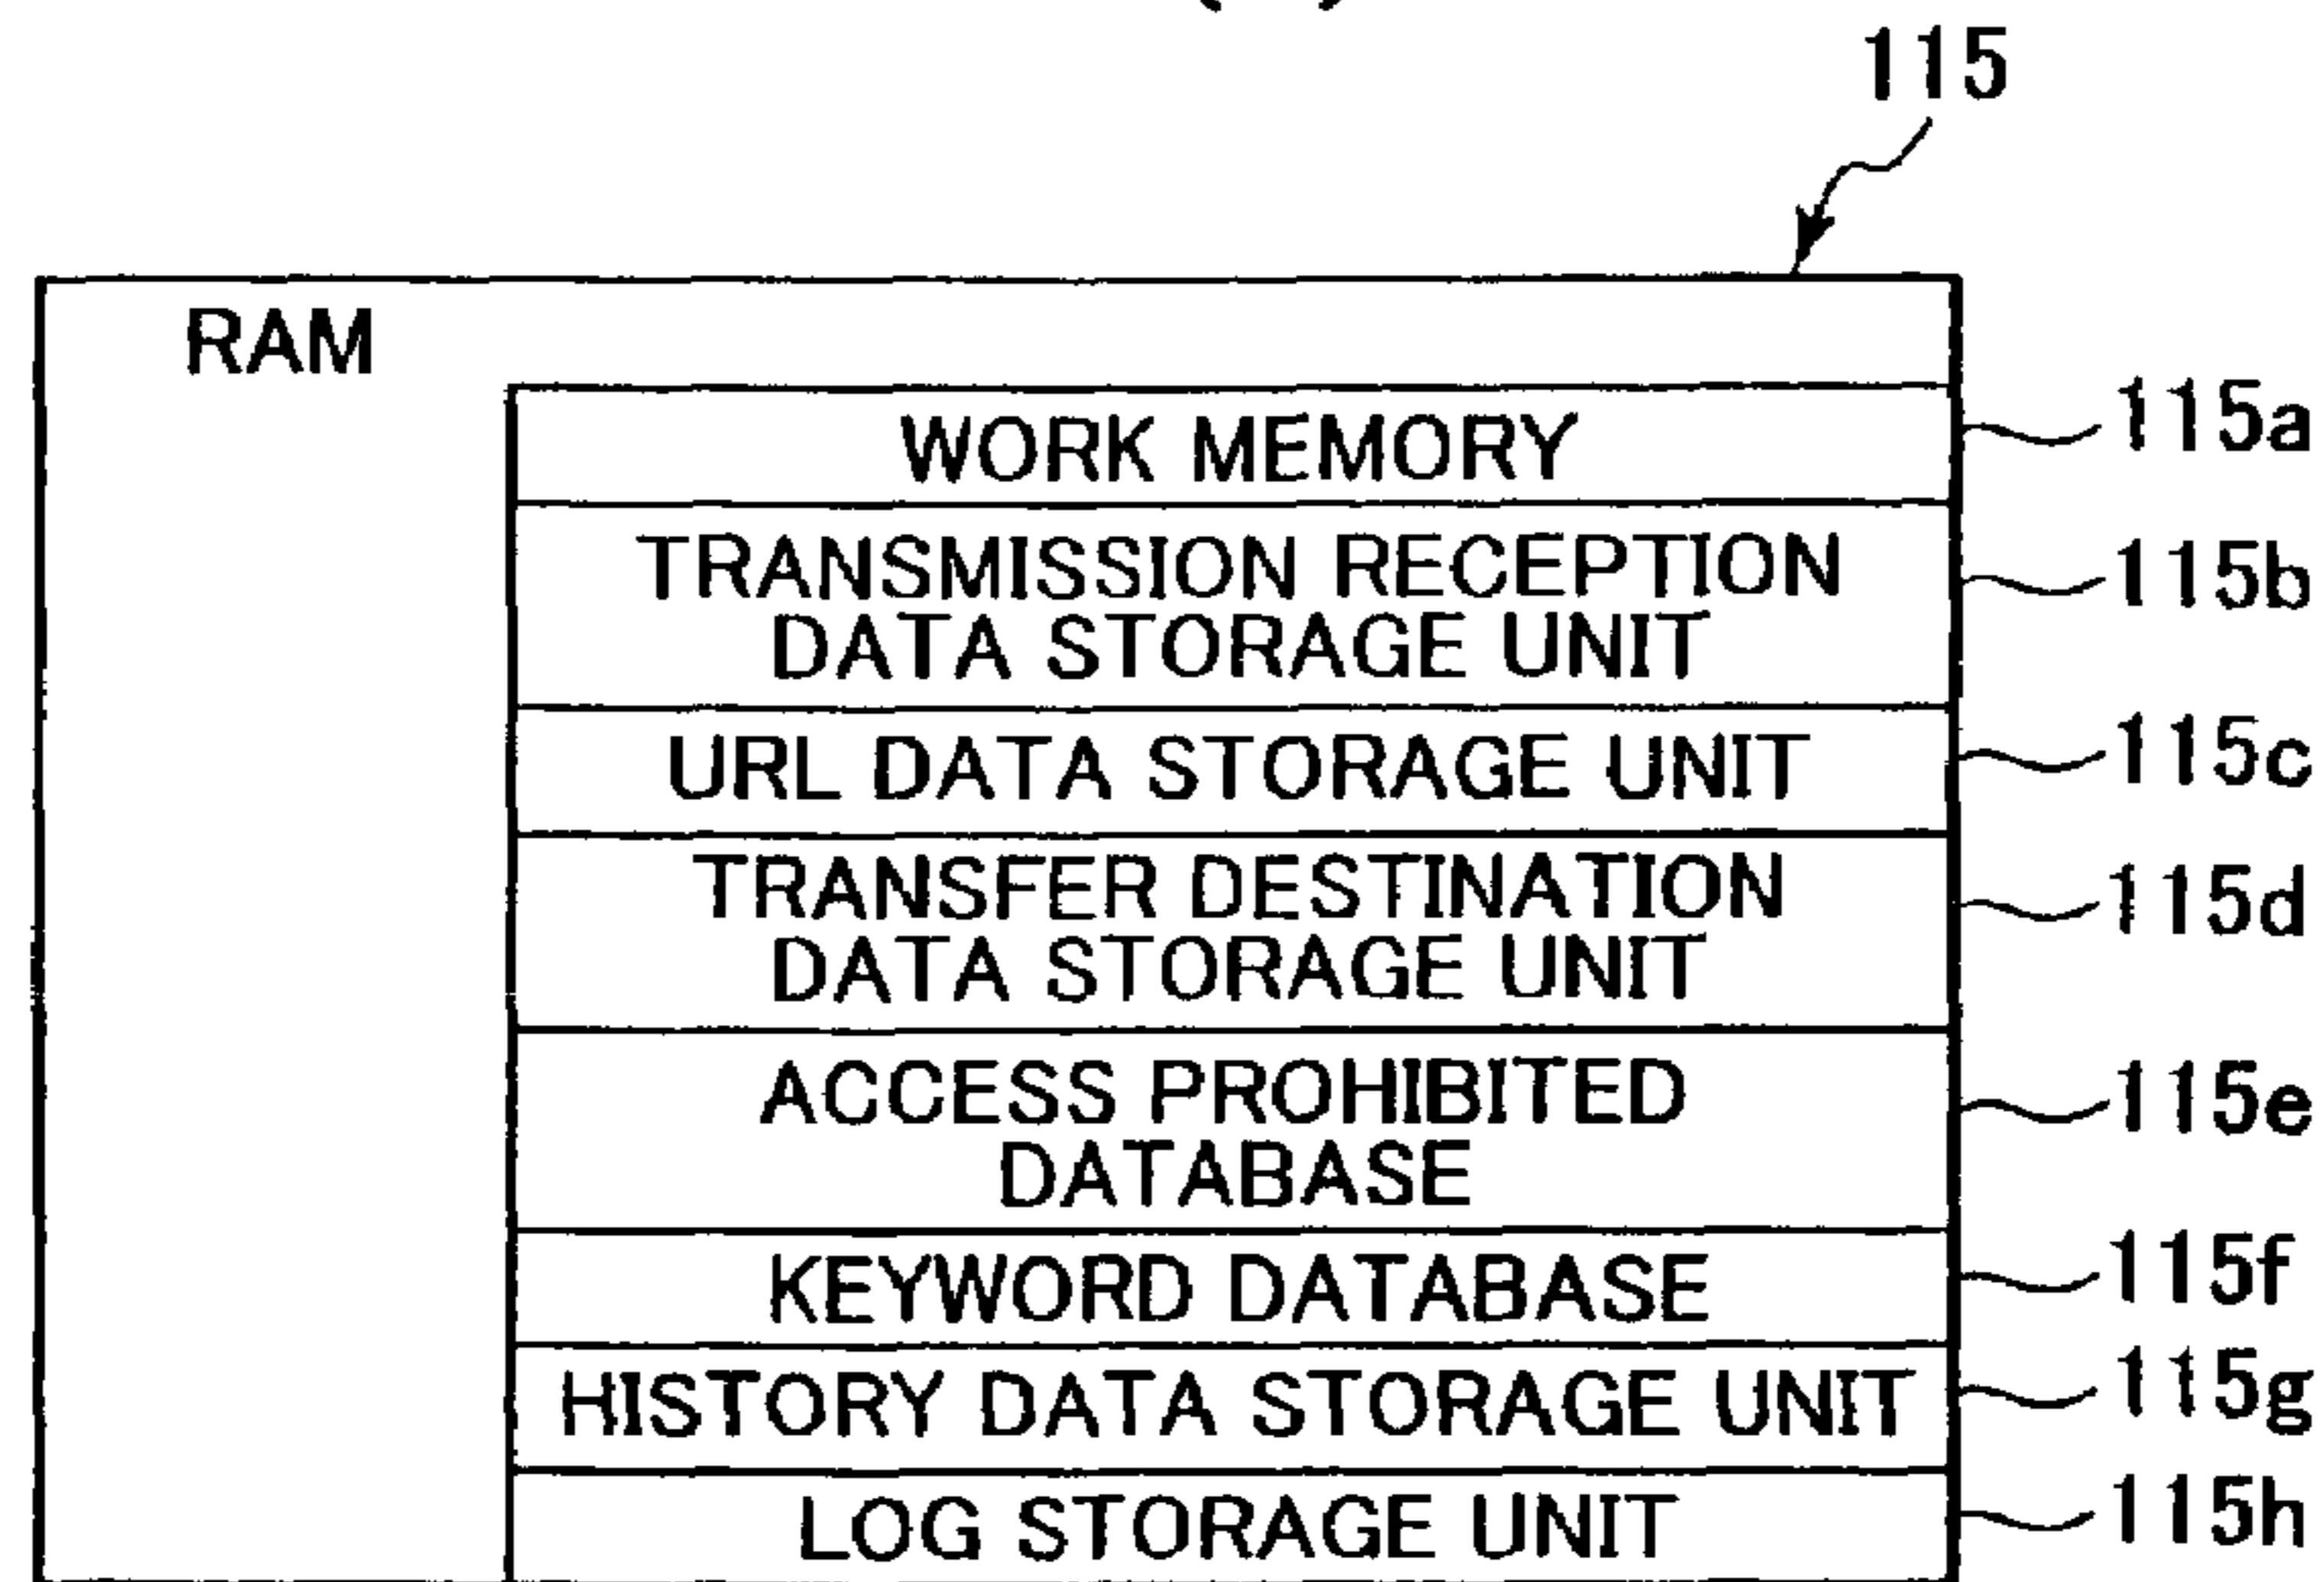 115
RAM
WORK MEMORY
115a
TRANSMISSION RECEPTION
DATA STORAGE UNIT
115b
URL DATA STORAGE UNIT
115c
TRANSFER DESTINATION
DATA STORAGE UNIT
115d
ACCESS PROHIBITED
DATABASE
115e
KEYWORD DATABASE
115f
HISTORY DATA STORAGE UNIT
115g
LOG STORAGE UNIT
115h